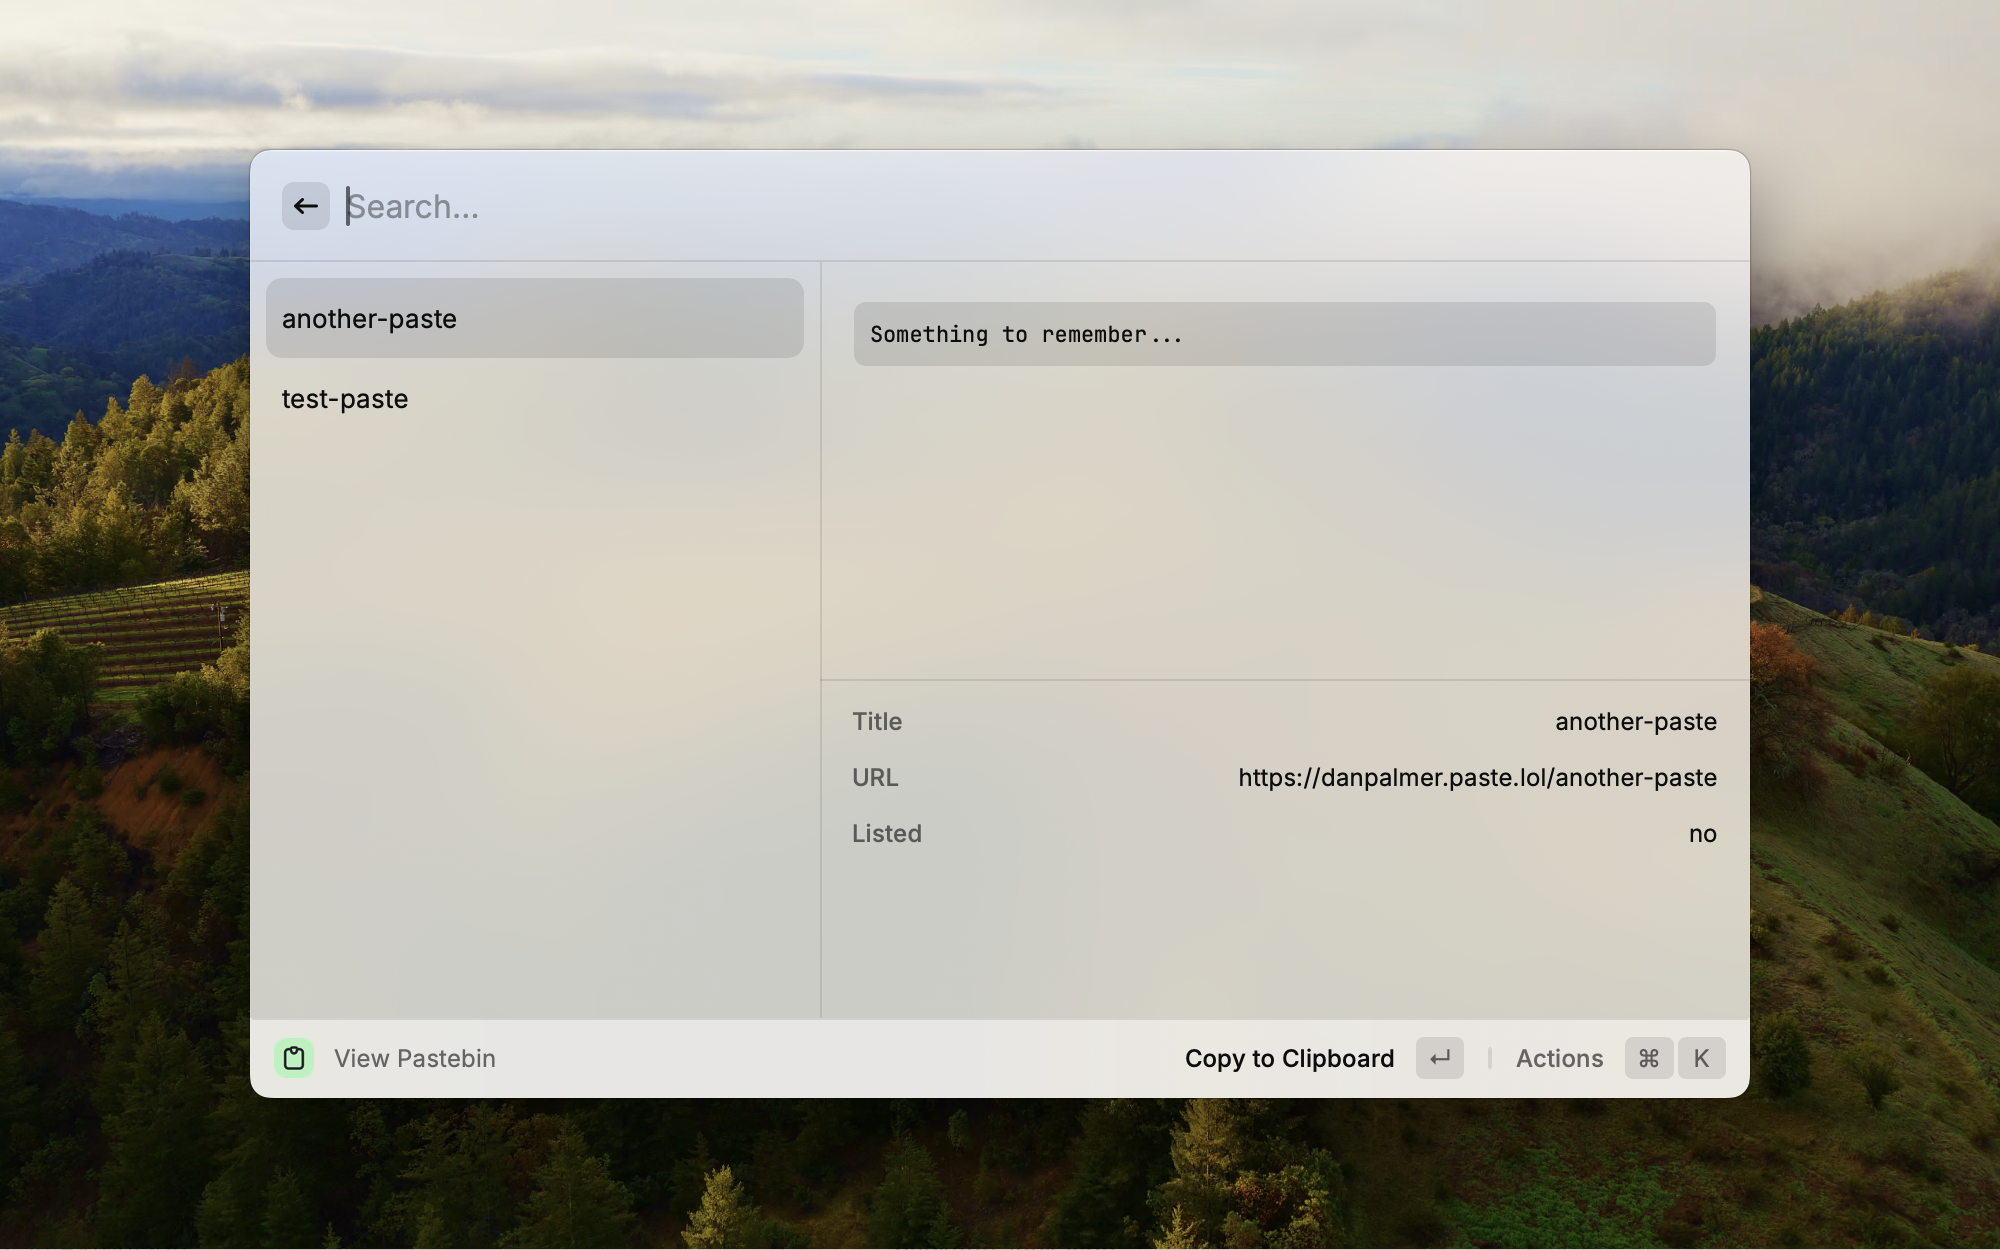 Search...
another-paste
test-paste
Something to remember...
Title another-paste
URL https://danpalmer.paste.lol/another-paste
Listed no
View Pastebin Copy to Clipboard ↵ Actions ⌘ K